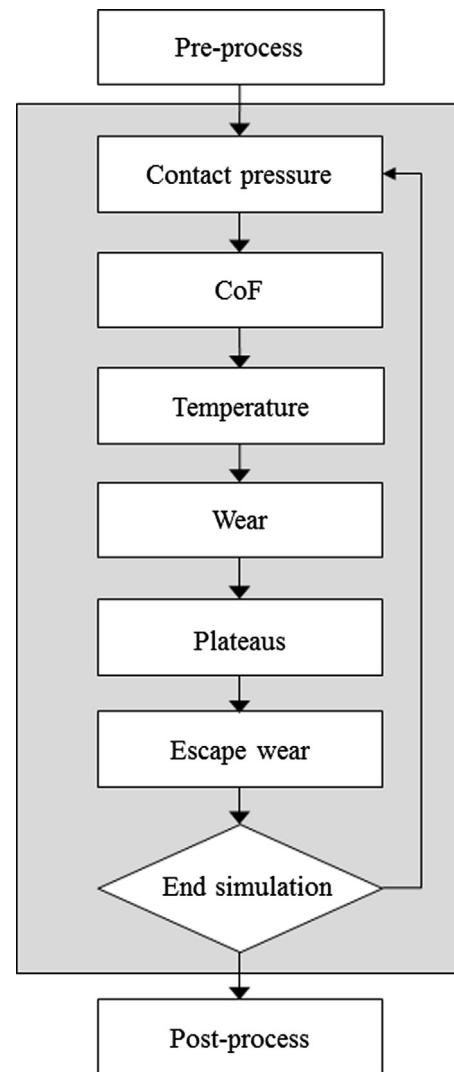 Pre-process
Contact pressure
CoF
Temperature
Wear
Plateaus
Escape wear
End simulation
Post-process